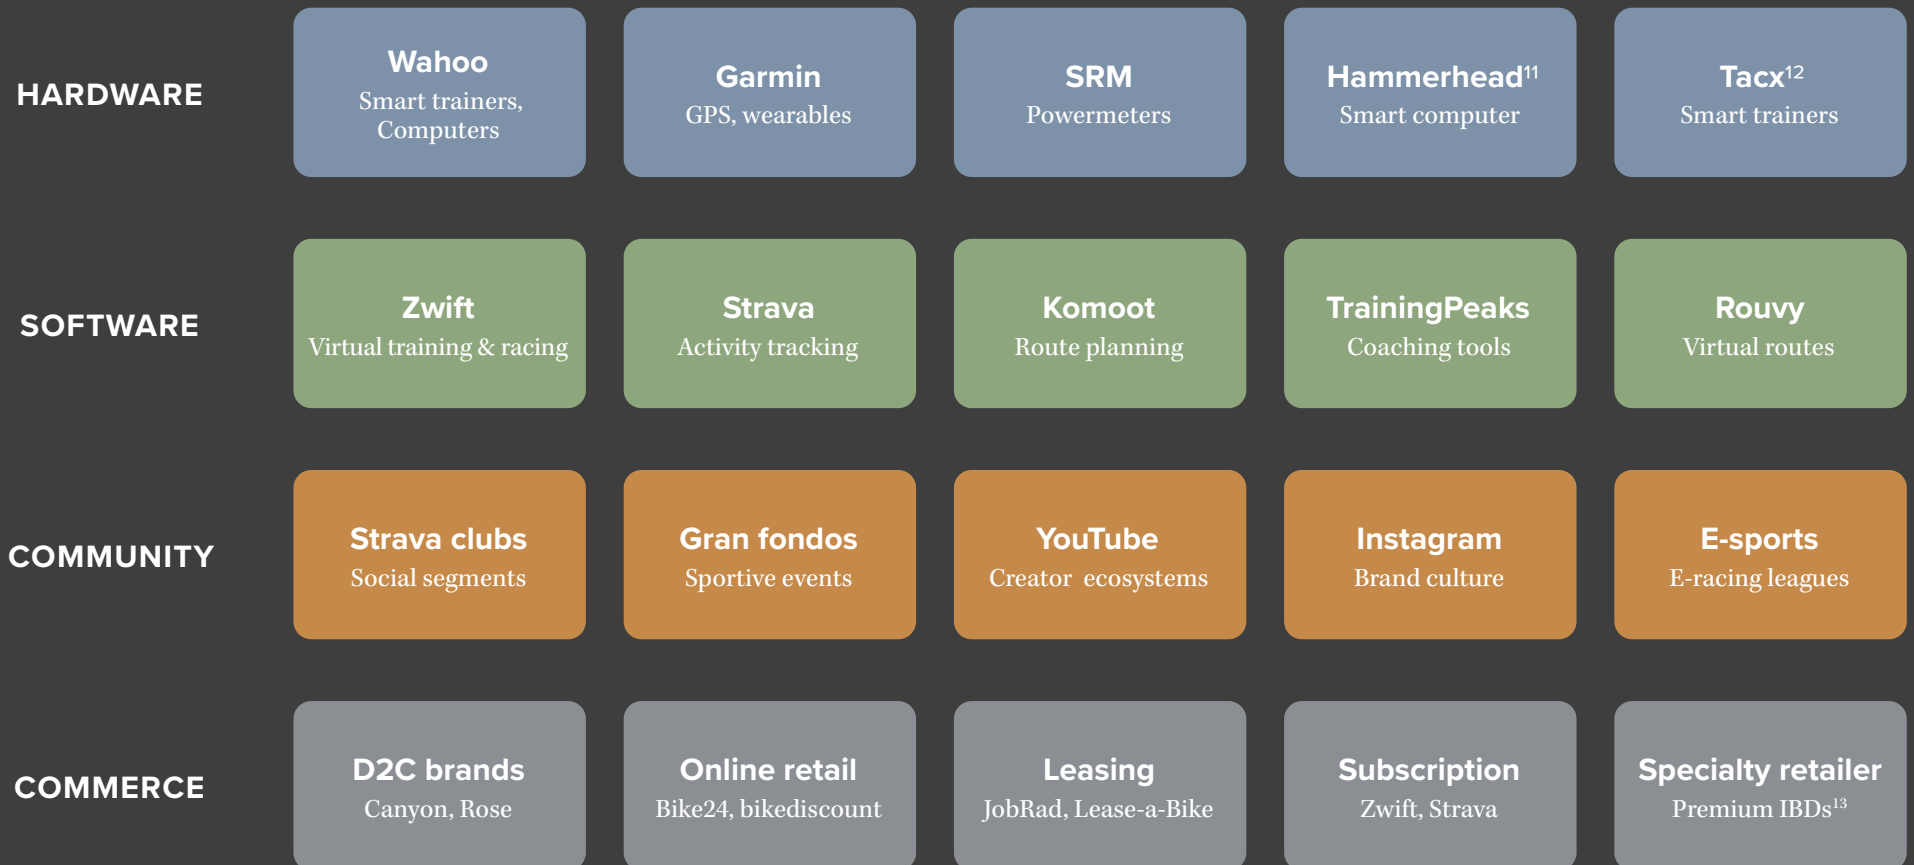 HARDWARE
Wahoo
Smart trainers,
Computers
Garmin
GPS, wearables
SRM
Powermeters
Hammerhead¹¹
Smart computer
Tacx¹²
Smart trainers
SOFTWARE
Zwift
Virtual training & racing
Strava
Activity tracking
Komoot
Route planning
TrainingPeaks
Coaching tools
Rouvy
Virtual routes
COMMUNITY
Strava clubs
Social segments
Gran fondos
Sportive events
YouTube
Creator ecosystems
Instagram
Brand culture
E-sports
E-racing leagues
COMMERCE
D2C brands
Canyon, Rose
Online retail
Bike24, bikediscount
Leasing
JobRad, Lease-a-Bike
Subscription
Zwift, Strava
Specialty retailer
Premium IBDs¹³